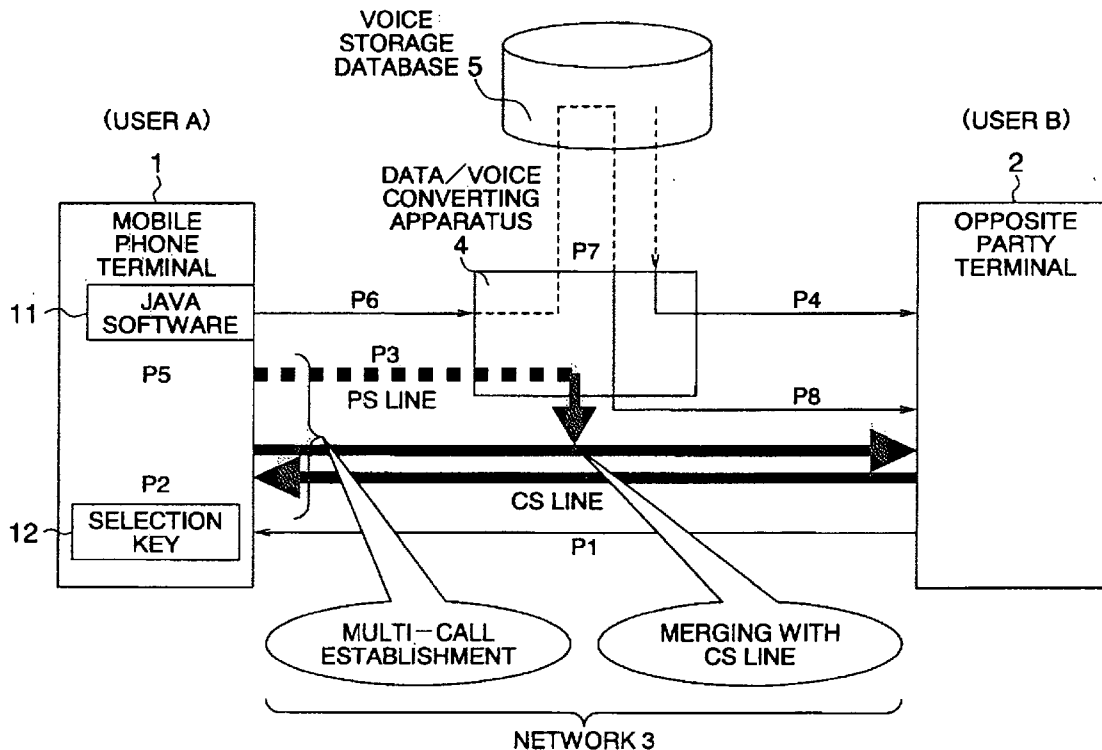 VOICE
STORAGE
DATABASE 5
(USER A)
(USER B)
1
2
DATA/VOICE
CONVERTING
APPARATUS
4
P7
MOBILE
PHONE
TERMINAL
OPPOSITE
PARTY
TERMINAL
11
JAVA
SOFTWARE
P6
P4
P5
P3
PS LINE
P8
P2
CS LINE
12
SELECTION
KEY
P1
MULTI-CALL
ESTABLISHMENT
MERGING WITH
CS LINE
NETWORK 3